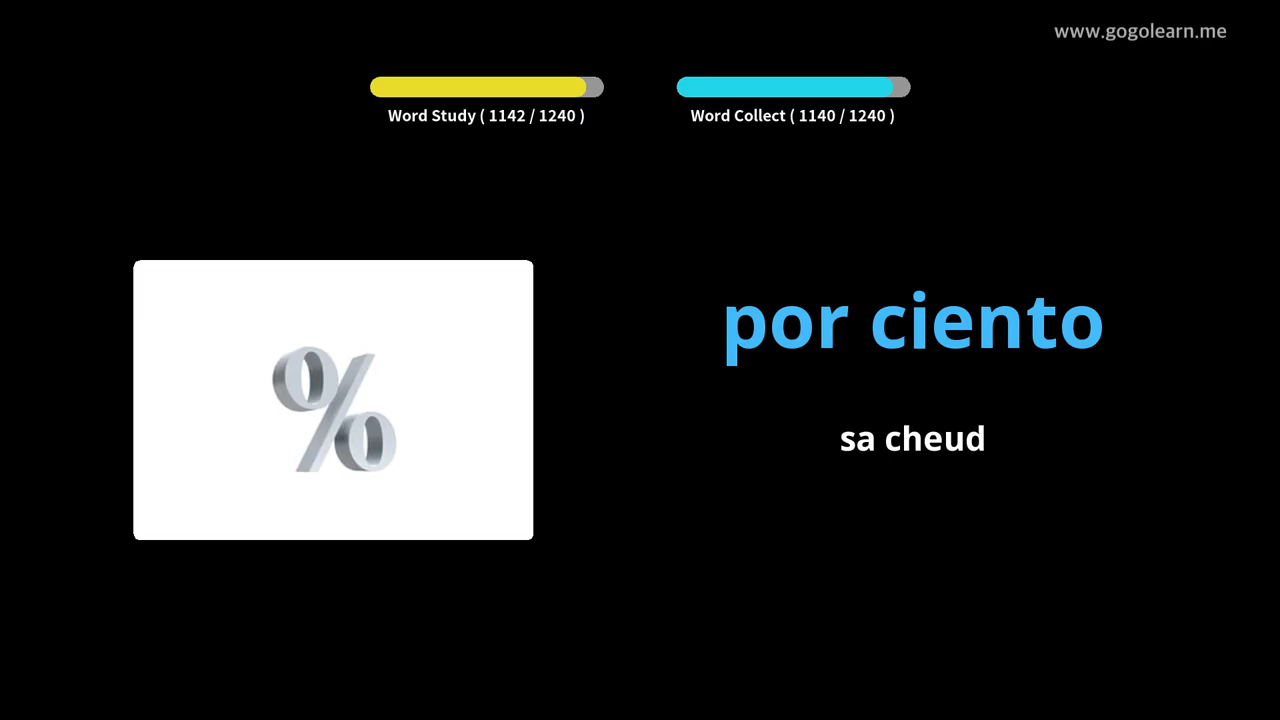 www.gogolearn.me
Word Study ( 1142 / 1240 )
Word Collect ( 1140 / 1240 )
%
por ciento
sa cheud